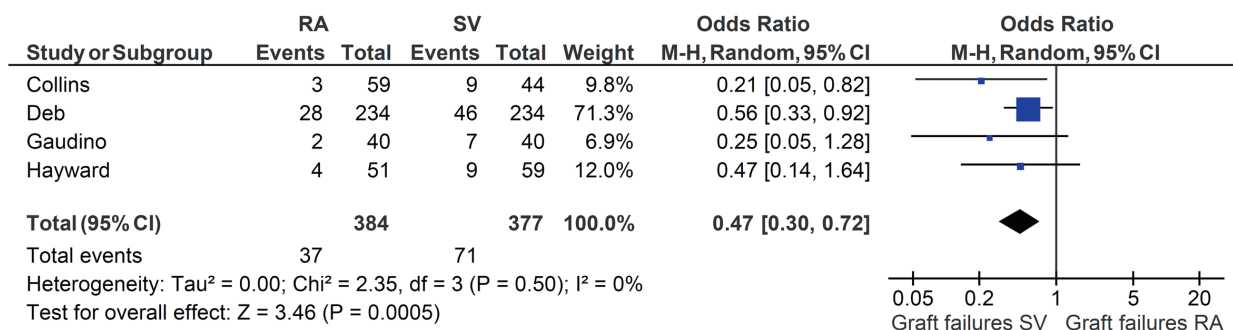 RA SV Odds Ratio Odds Ratio
Study or Subgroup Events Total Events Total Weight M-H, Random, 95% CI M-H, Random, 95% CI
Collins 3 59 9 44 9.8% 0.21 [0.05, 0.82]
Deb 28 234 46 234 71.3% 0.56 [0.33, 0.92]
Gaudino 2 40 7 40 6.9% 0.25 [0.05, 1.28]
Hayward 4 51 9 59 12.0% 0.47 [0.14, 1.64]
Total (95% CI) 384 377 100.0% 0.47 [0.30, 0.72]
Total events 37 71
Heterogeneity: Tau² = 0.00; Chi² = 2.35, df = 3 (P = 0.50); I² = 0%
Test for overall effect: Z = 3.46 (P = 0.0005)
0.05 0.2 1 5 20
Graft failures SV Graft failures RA